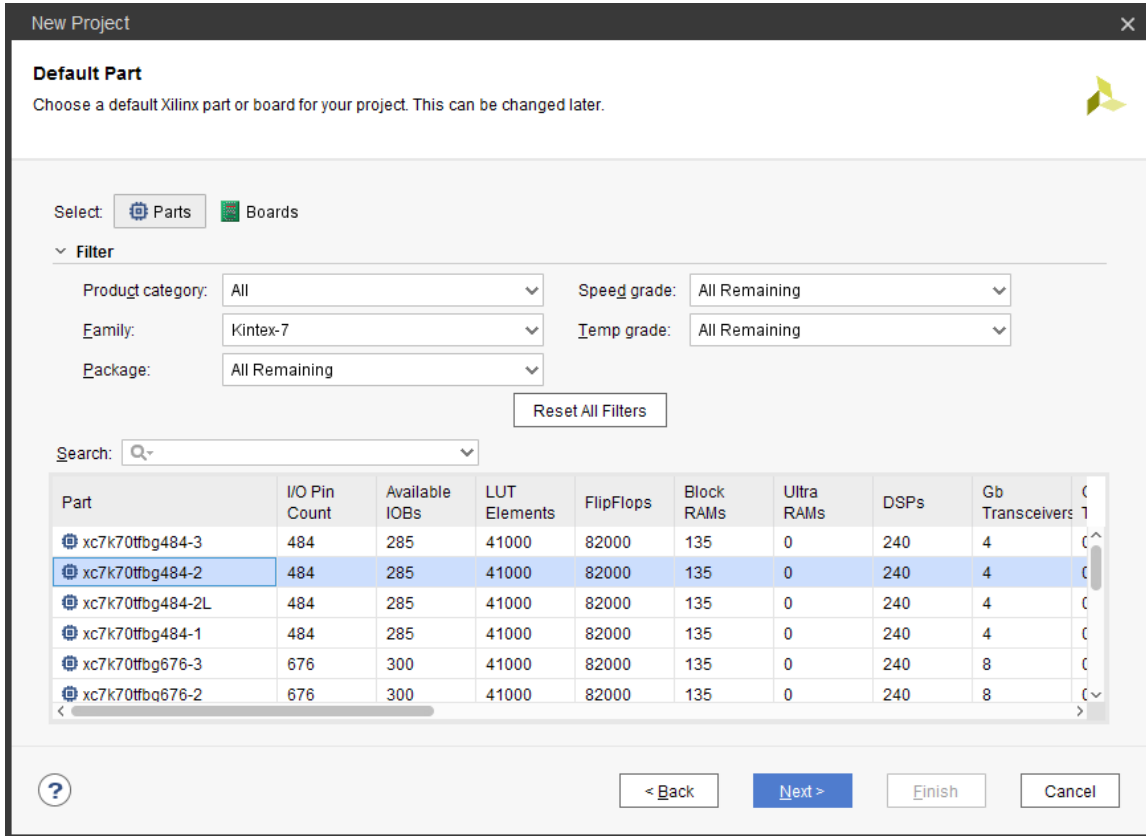 New Project
Default Part
Choose a default Xilinx part or board for your project. This can be changed later.
Select: Parts Boards
Filter
Product category: All Speed grade: All Remaining
Family: Kintex-7 Temp grade: All Remaining
Package: All Remaining
Reset All Filters
Search:
Part I/O Pin Count Available IOBs LUT Elements FlipFlops Block RAMs Ultra RAMs DSPs Gb Transceivers
xc7k70tfbg484-3 484 285 41000 82000 135 0 240 4
xc7k70tfbg484-2 484 285 41000 82000 135 0 240 4
xc7k70tfbg484-2L 484 285 41000 82000 135 0 240 4
xc7k70tfbg484-1 484 285 41000 82000 135 0 240 4
xc7k70tfbg676-3 676 300 41000 82000 135 0 240 8
xc7k70tfbg676-2 676 300 41000 82000 135 0 240 8
? < Back Next > Finish Cancel